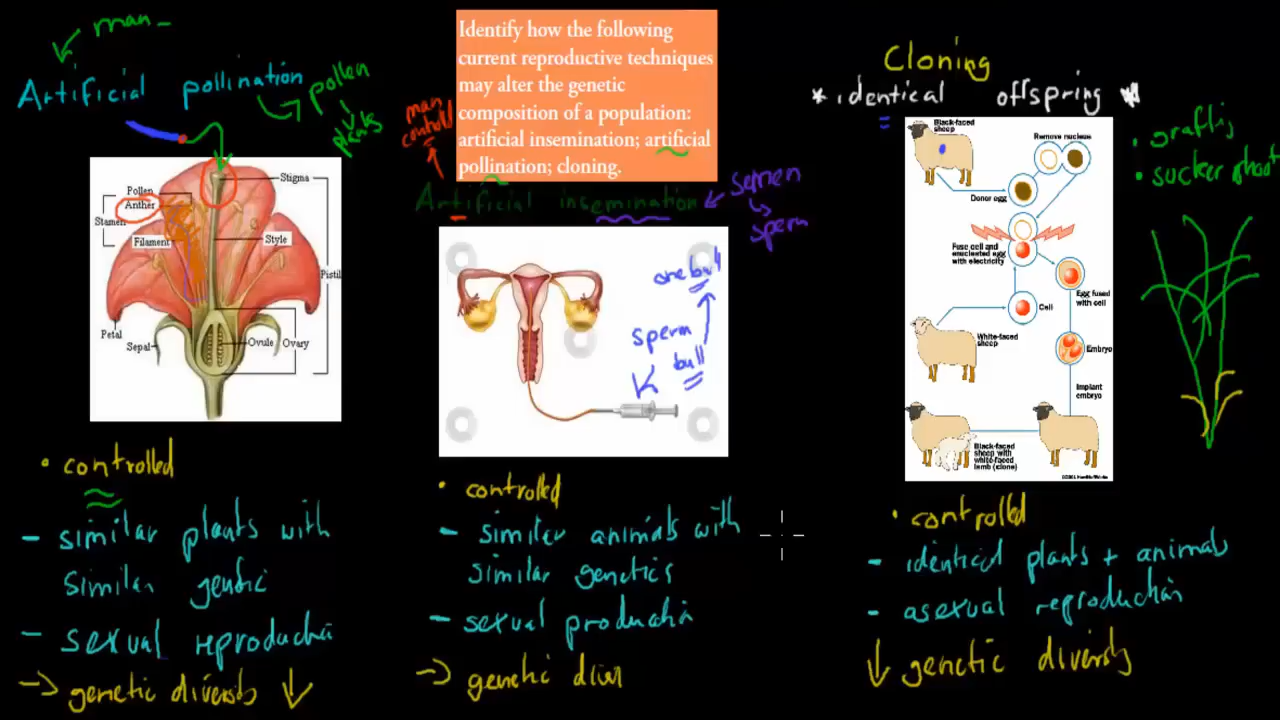 man
Artificial pollination
pollen
plants
Pollen
Anther
Stamen
Filament
Stigma
Style
Pistil
Petal
Sepal
Ovule
Ovary
• controlled
- similar plants with
similar gentic
- sexual reproductio
→ genetic diversity ↓
Identify how the following
current reproductive techniques
may alter the genetic
composition of a population:
artificial insemination; artificial
pollination; cloning.
man
control
Artificial insemination
semen
sperm
one bull
sperm
bull
• controlled
- similar animals with
similar genetics
- sexual production
→ genetic dive
Cloning
* identical offspring *
Black-faced
sheep
Remove nucleus
Donor egg
Fuse cell and
enucleated egg
with electricity
Egg fused
with cell
Cell
White-faced
sheep
Embryo
Implant
embryo
Black-faced
sheep with
white-faced
lamb (clone)
• grafting
• sucker shoot
• controlled
- identical plants + animals
- asexual reproduction
↓ genetic diversity